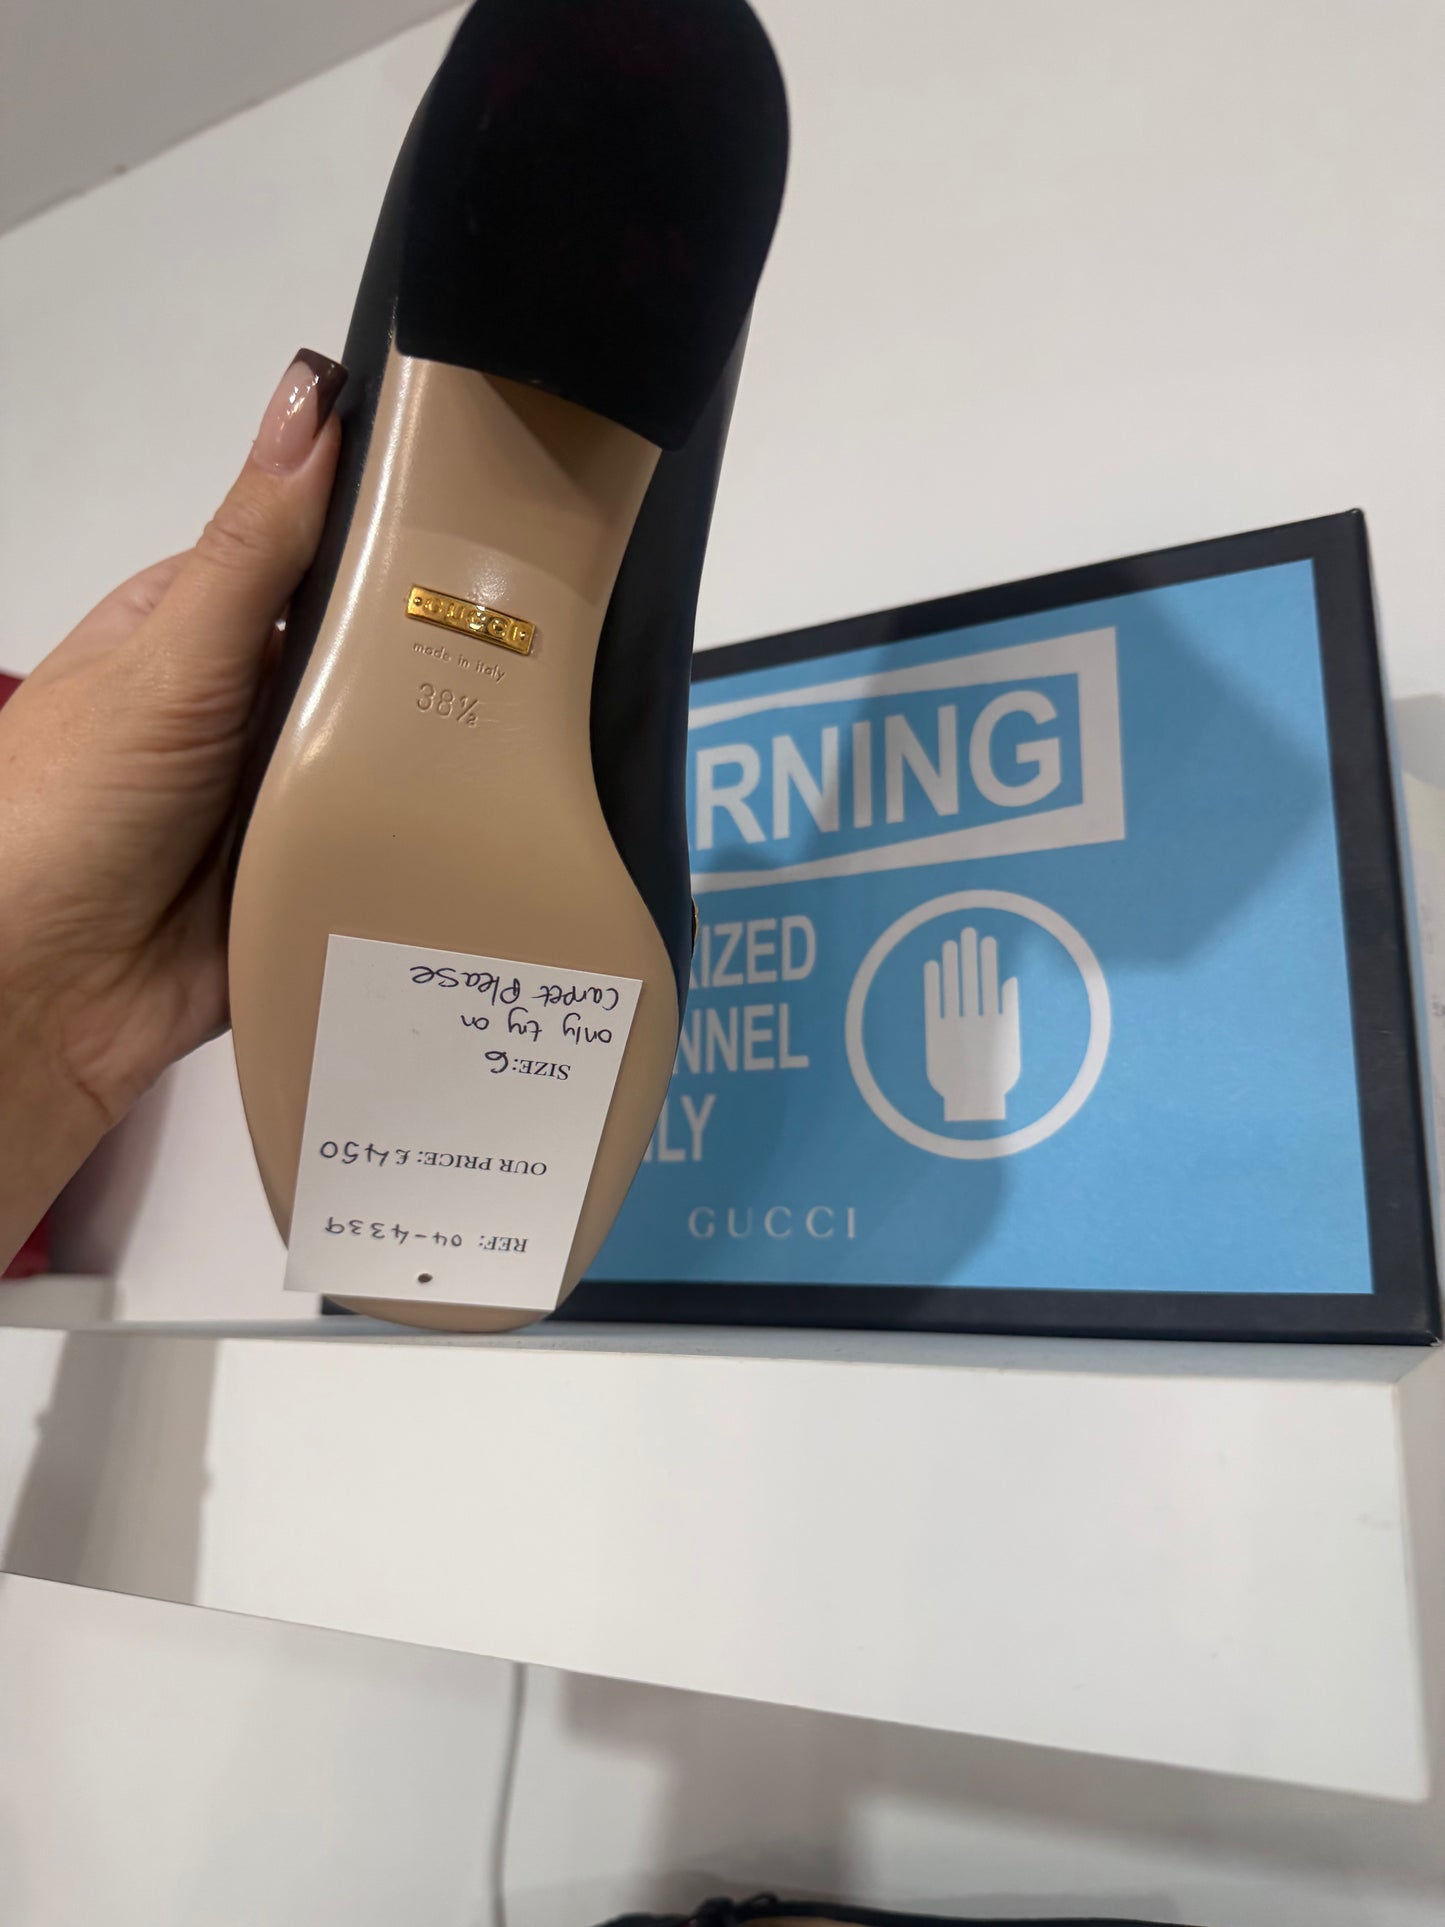 GUCCI
made in italy
38½
REF: 04-4339
OUR PRICE: £450
SIZE: 6
only try on
Carpet Please
RNING
IZED
NNEL
LY
GUCCI